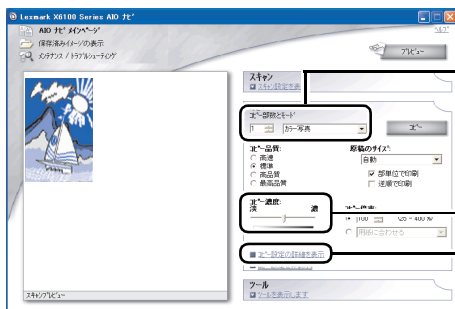 Lexmark X6100 Series AIO ナビ
AIO ナビ メインページ
保存済みイメージの表示
メンテナンス / トラブルシューティング
ヘルプ
プレビュー
スキャン
スキャン設定を表
コピー部数とモード
1
カラー写真
コピー
コピー品質:
高速
標準
高品質
最高品質
原稿のサイズ:
自動
部単位で印刷
逆順で印刷
コピー濃度:
淡
濃
コピー倍率:
100
(25 - 400 %)
用紙に合わせる
コピー設定の詳細を表示
ツール
ツールを表示します
スキャンプレビュー